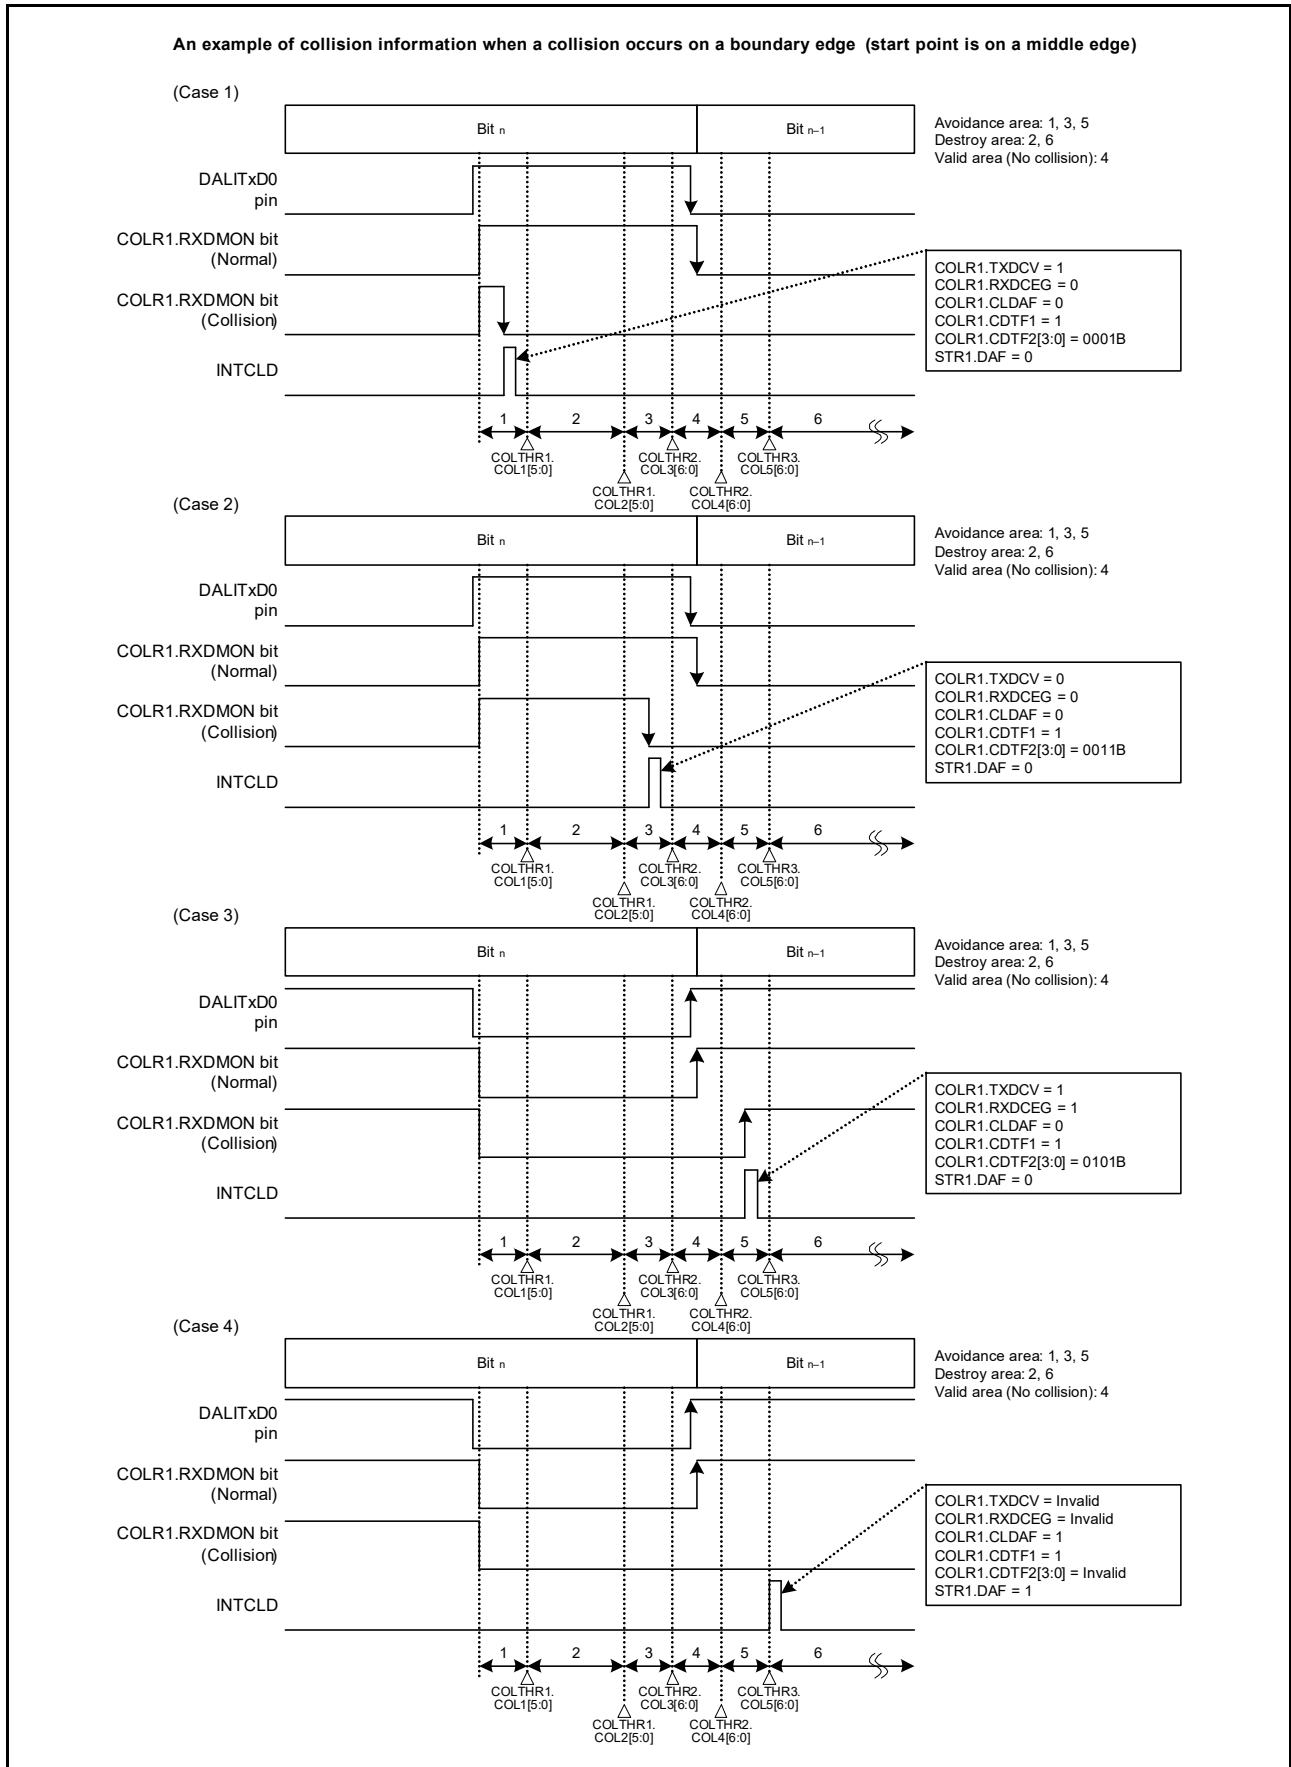 An example of collision information when a collision occurs on a boundary edge (start point is on a middle edge)
(Case 1)
Bit n
Bit n–1
Avoidance area: 1, 3, 5
Destroy area: 2, 6
Valid area (No collision): 4
DALITxD0
pin
COLR1.RXDMON bit
(Normal)
COLR1.RXDMON bit
(Collision)
INTCLD
COLR1.TXDCV = 1
COLR1.RXDCEG = 0
COLR1.CLDAF = 0
COLR1.CDTF1 = 1
COLR1.CDTF2[3:0] = 0001B
STR1.DAF = 0
1 2 3 4 5 6
COLTHR1. COLTHR2. COLTHR3.
COL1[5:0] COL3[6:0] COL5[6:0]
COLTHR1. COLTHR2.
COL2[5:0] COL4[6:0]
(Case 2)
Bit n
Bit n–1
Avoidance area: 1, 3, 5
Destroy area: 2, 6
Valid area (No collision): 4
DALITxD0
pin
COLR1.RXDMON bit
(Normal)
COLR1.RXDMON bit
(Collision)
INTCLD
COLR1.TXDCV = 0
COLR1.RXDCEG = 0
COLR1.CLDAF = 0
COLR1.CDTF1 = 1
COLR1.CDTF2[3:0] = 0011B
STR1.DAF = 0
1 2 3 4 5 6
COLTHR1. COLTHR2. COLTHR3.
COL1[5:0] COL3[6:0] COL5[6:0]
COLTHR1. COLTHR2.
COL2[5:0] COL4[6:0]
(Case 3)
Bit n
Bit n–1
Avoidance area: 1, 3, 5
Destroy area: 2, 6
Valid area (No collision): 4
DALITxD0
pin
COLR1.RXDMON bit
(Normal)
COLR1.RXDMON bit
(Collision)
INTCLD
COLR1.TXDCV = 1
COLR1.RXDCEG = 1
COLR1.CLDAF = 0
COLR1.CDTF1 = 1
COLR1.CDTF2[3:0] = 0101B
STR1.DAF = 0
1 2 3 4 5 6
COLTHR1. COLTHR2. COLTHR3.
COL1[5:0] COL3[6:0] COL5[6:0]
COLTHR1. COLTHR2.
COL2[5:0] COL4[6:0]
(Case 4)
Bit n
Bit n–1
Avoidance area: 1, 3, 5
Destroy area: 2, 6
Valid area (No collision): 4
DALITxD0
pin
COLR1.RXDMON bit
(Normal)
COLR1.RXDMON bit
(Collision)
INTCLD
COLR1.TXDCV = Invalid
COLR1.RXDCEG = Invalid
COLR1.CLDAF = 1
COLR1.CDTF1 = 1
COLR1.CDTF2[3:0] = Invalid
STR1.DAF = 1
1 2 3 4 5 6
COLTHR1. COLTHR2. COLTHR3.
COL1[5:0] COL3[6:0] COL5[6:0]
COLTHR1. COLTHR2.
COL2[5:0] COL4[6:0]